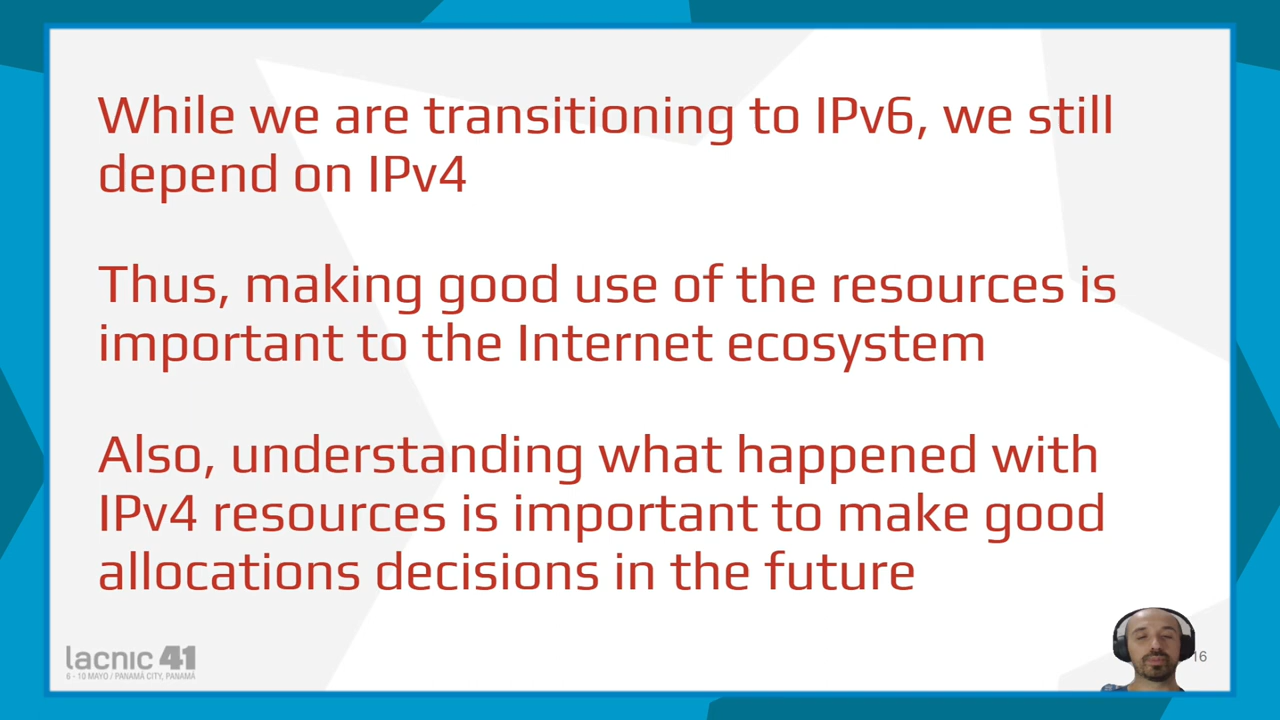 While we are transitioning to IPv6, we still
depend on IPv4
Thus, making good use of the resources is
important to the Internet ecosystem
Also, understanding what happened with
IPv4 resources is important to make good
allocations decisions in the future
lacnic 41
6 - 10 MAYO / PANAMÁ CITY, PANAMÁ
16